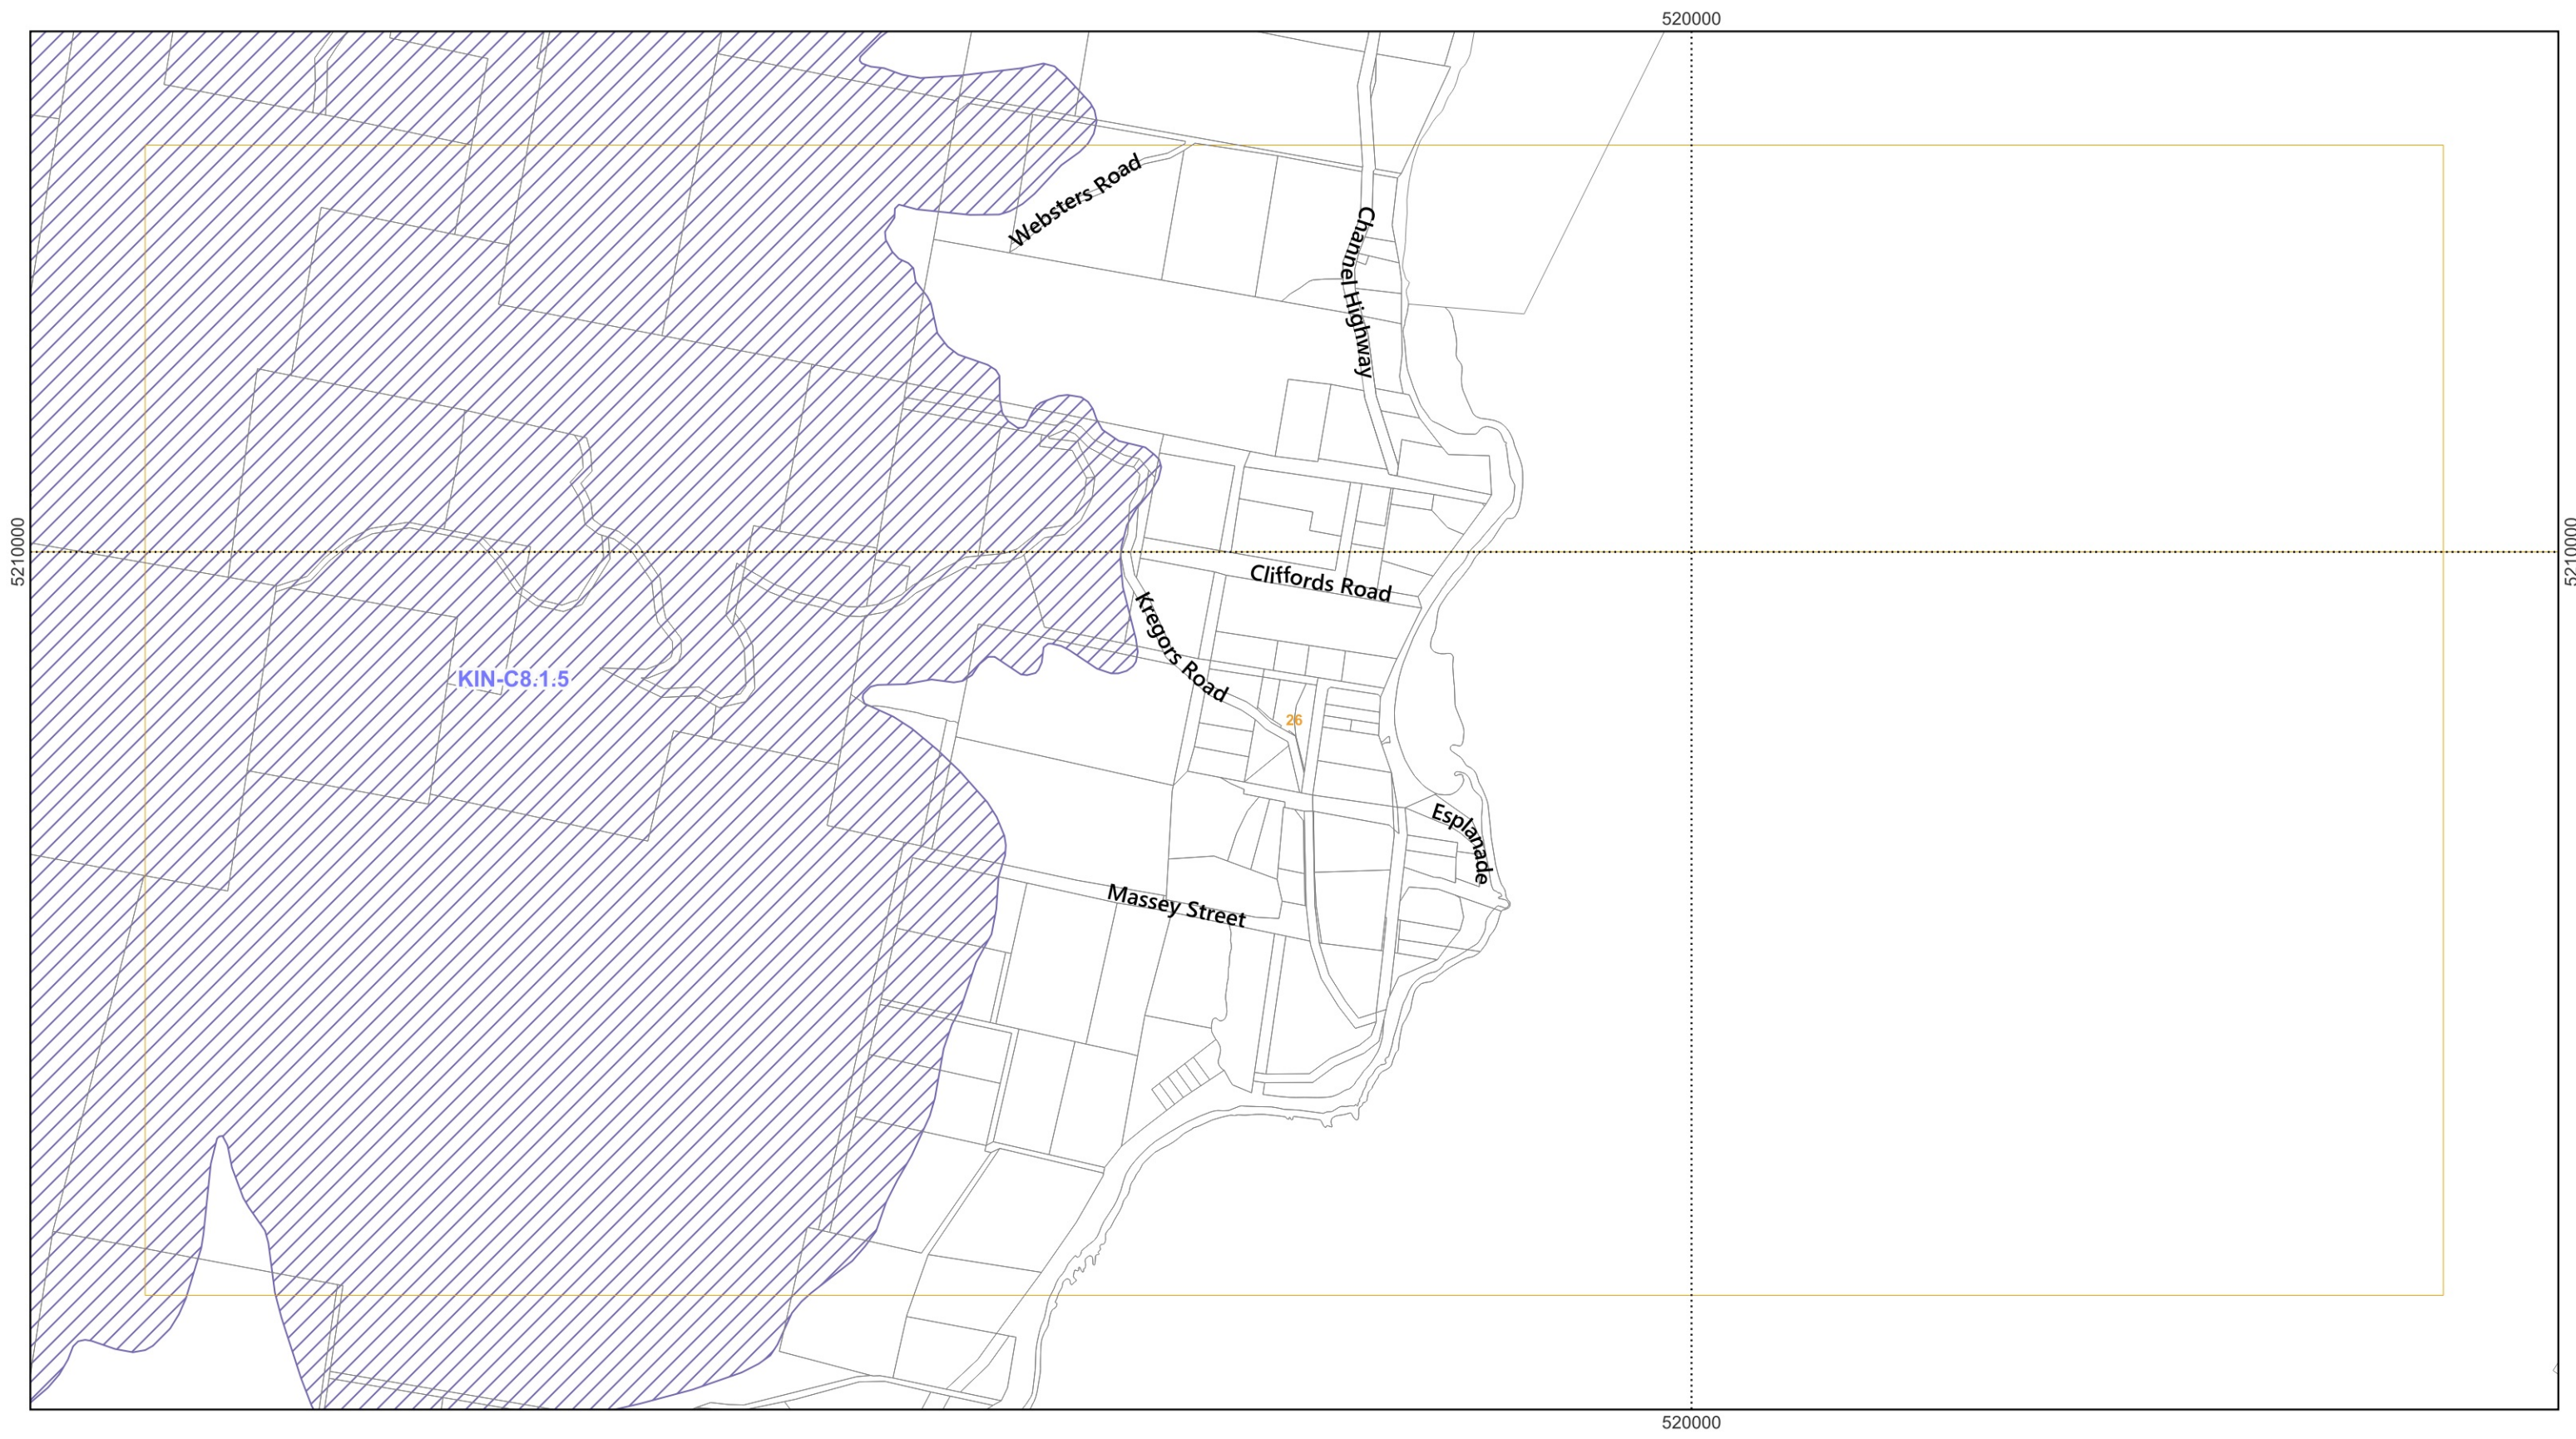 520000
Websters Road
Channel Highway
5210000
5210000
Cliffords Road
Kregors Road
KIN-C8.1.5
26
Esplanade
Massey Street
520000